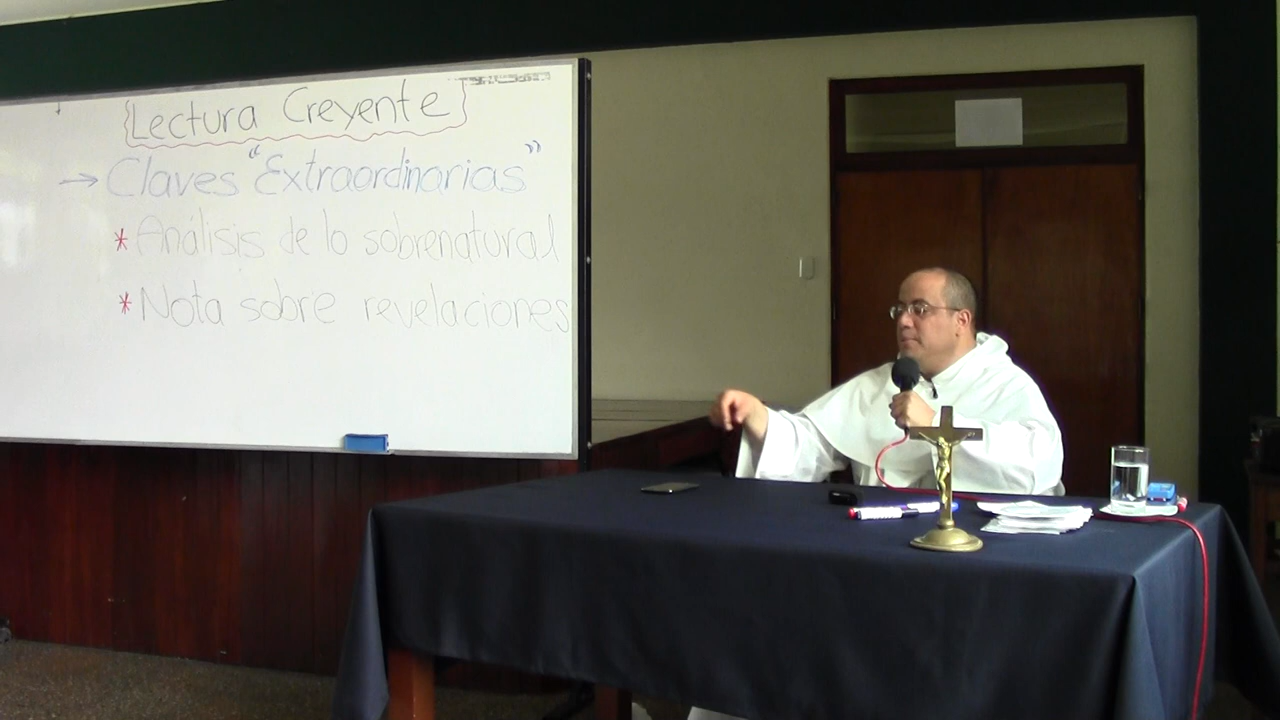 {Lectura Creyente}
→ Claves "Extraordinarias"
* Análisis de lo sobrenatural
* Nota sobre revelaciones